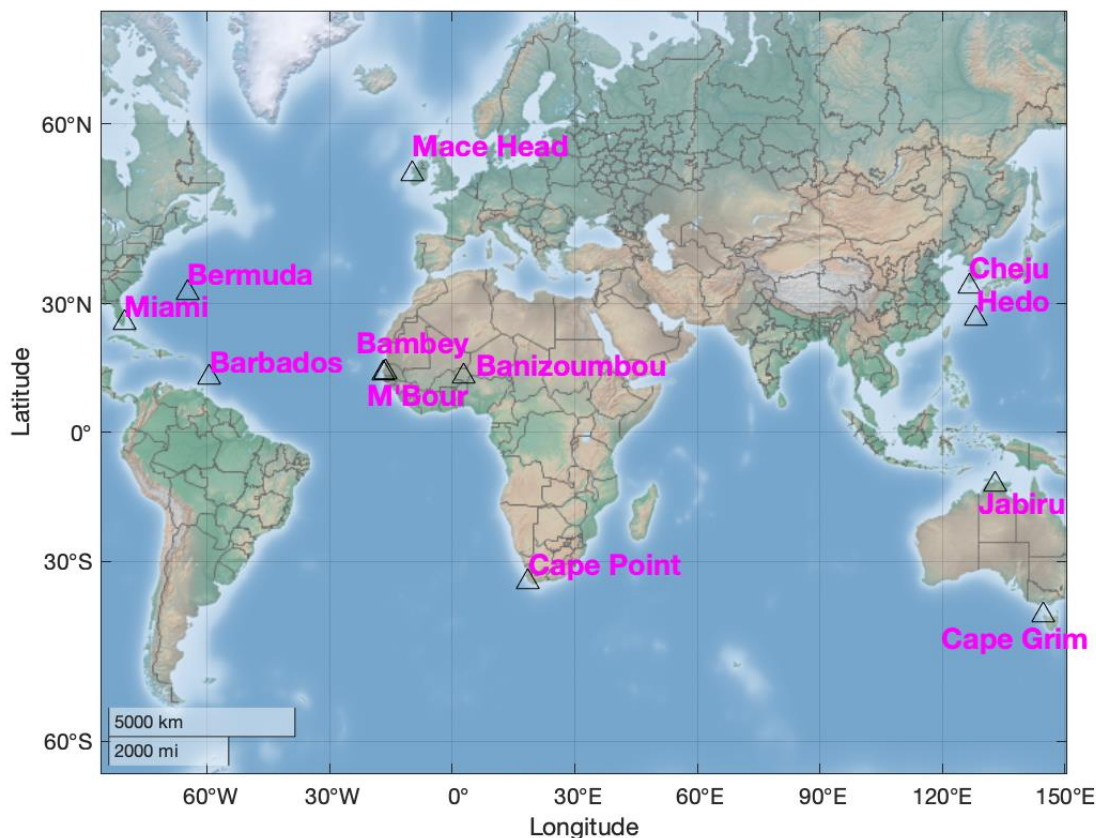 60°N
Mace Head
Bermuda
Cheju
30°N
Miami
Hedo
Bambey
Barbados
Banizoumbou
M'Bour
Latitude
0°
Jabiru
30°S
Cape Point
Cape Grim
5000 km
60°S
2000 mi
60°W
30°W
0°
30°E
60°E
90°E
120°E
150°E
Longitude